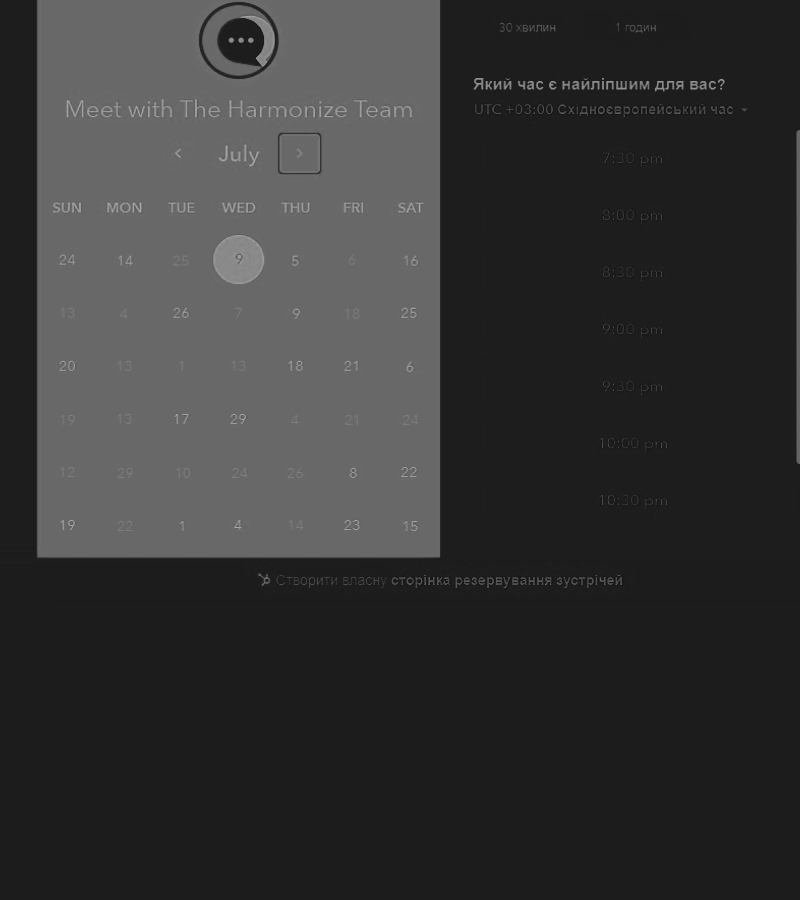 Meet with The Harmonize Team
July
SUN MON TUE WED THU FRI SAT
24 14 25 9 5 6 16
13 4 26 7 9 18 25
20 13 1 13 18 21 6
19 13 17 29 4 21 24
12 29 10 24 26 8 22
19 22 1 4 14 23 15
30 хвилин 1 годин
Який час є найліпшим для вас?
UTC +03:00 Східноєвропейський час
7:30 pm
8:00 pm
8:30 pm
9:00 pm
9:30 pm
10:00 pm
10:30 pm
Створити власну сторінка резервування зустрічей